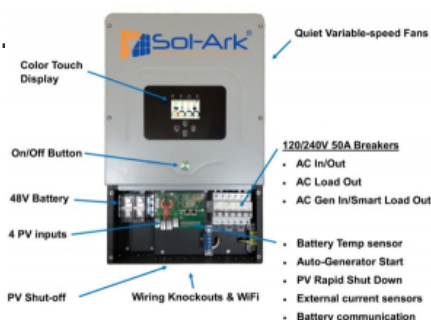 Sol-Ark®
Quiet Variable-speed Fans
Color Touch
Display
On/Off Button
120/240V 50A Breakers
• AC In/Out
• AC Load Out
• AC Gen In/Smart Load Out
48V Battery
4 PV inputs
• Battery Temp sensor
• Auto-Generator Start
• PV Rapid Shut Down
• External current sensors
• Battery communication
PV Shut-off
Wiring Knockouts & WiFi